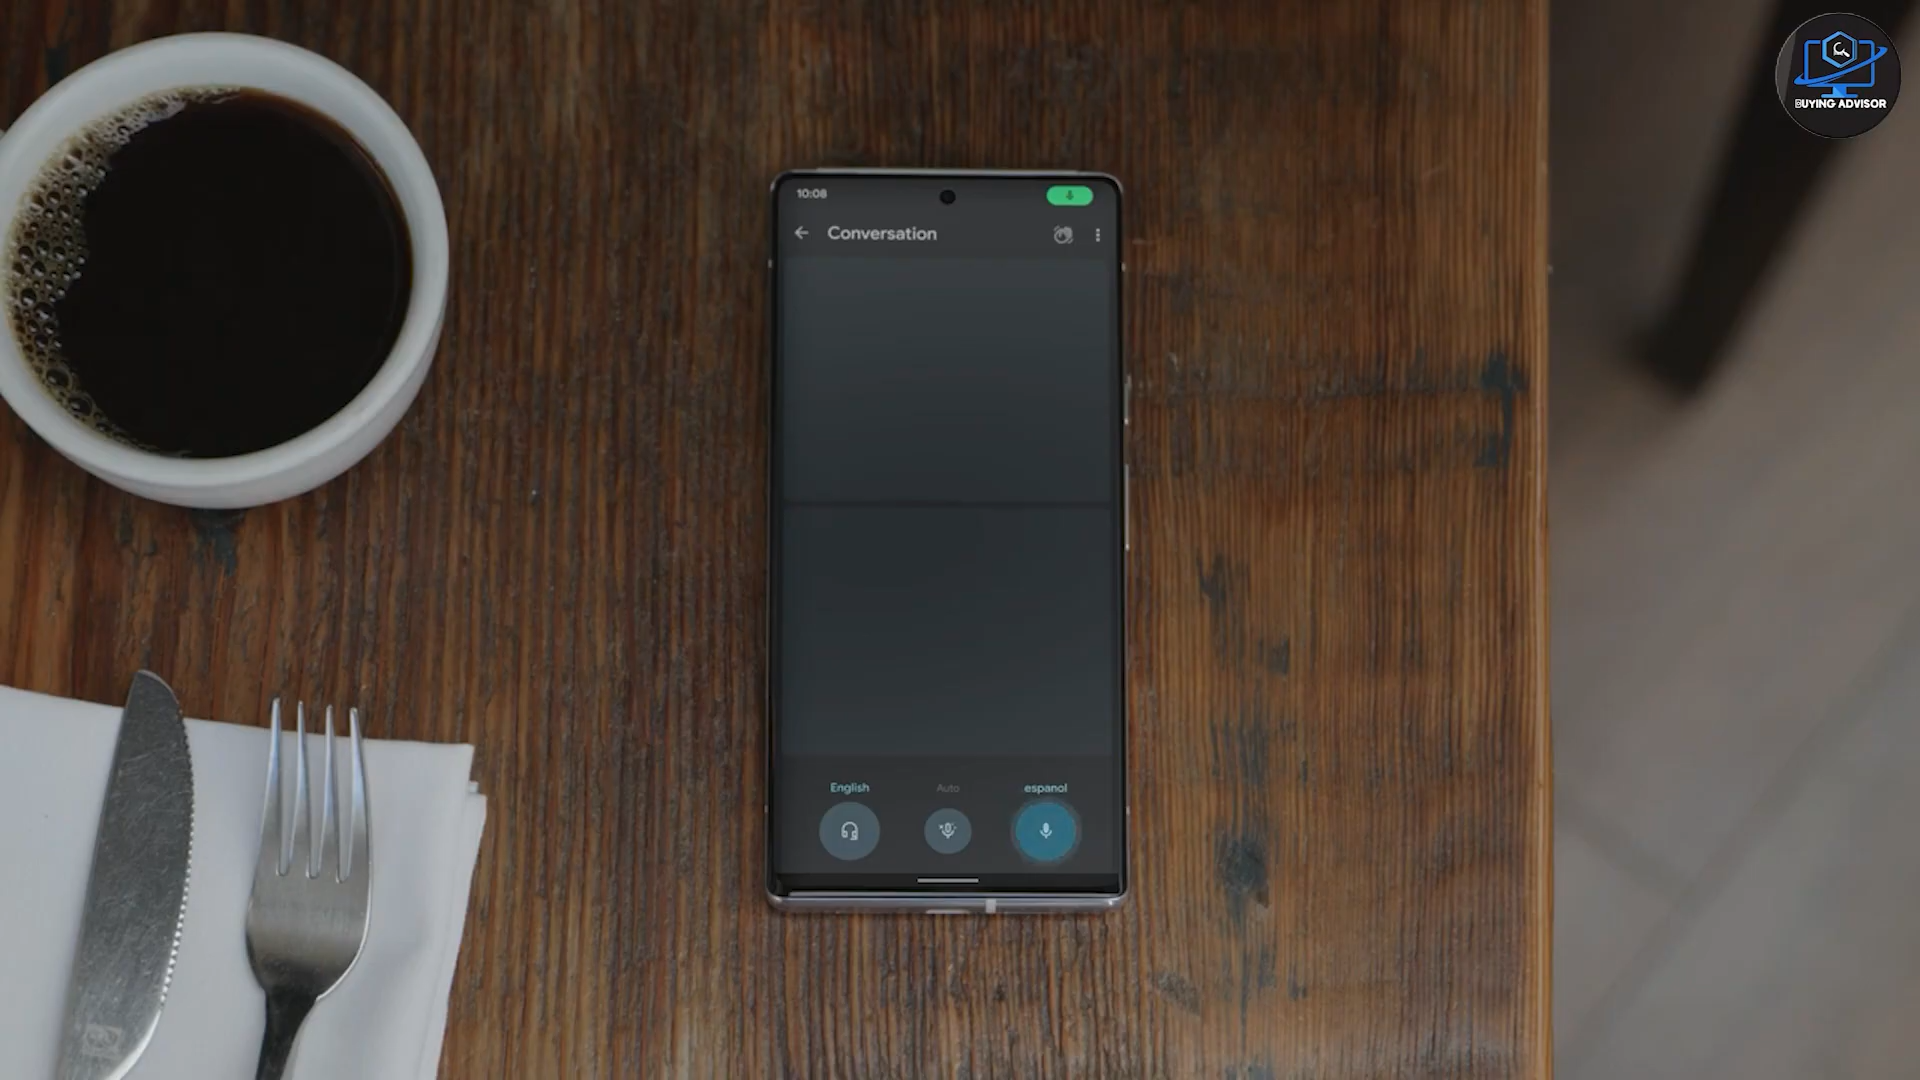 BUYING ADVISOR
10:08
Conversation
English
Auto
espanol